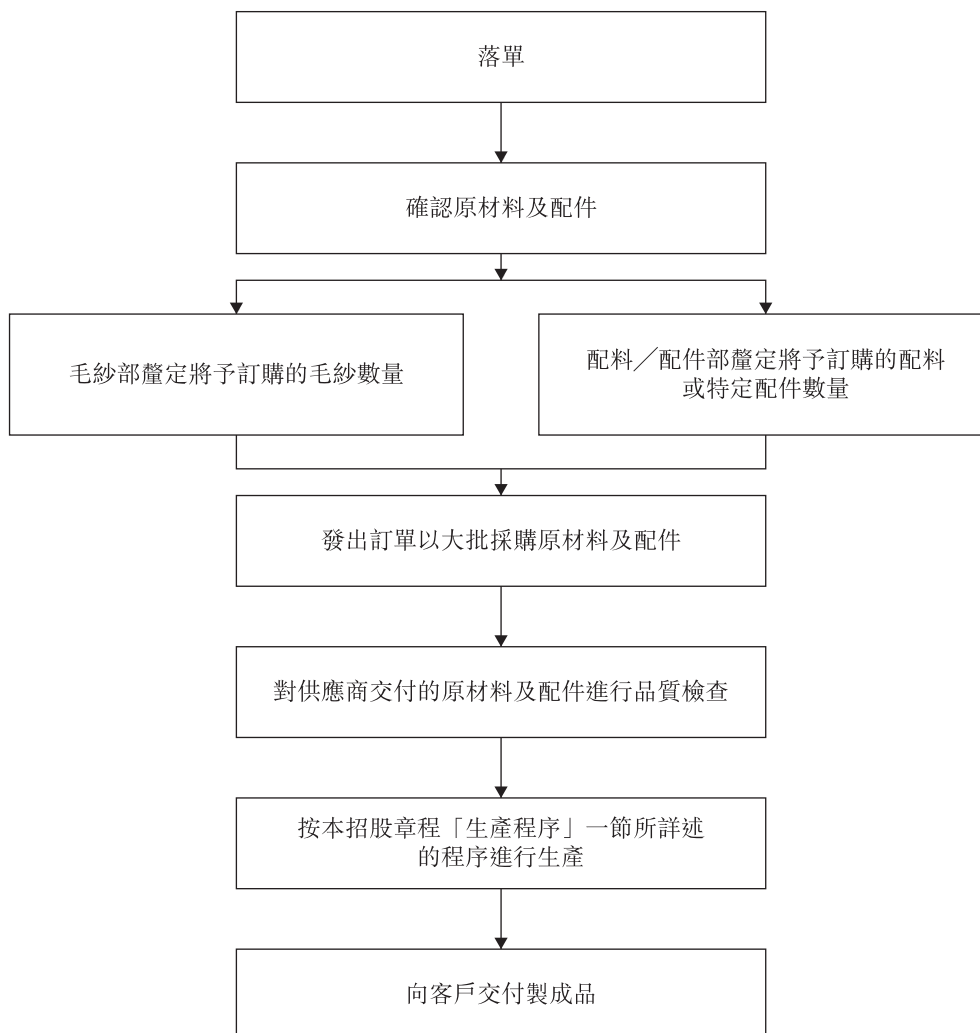 落單
確認原材料及配件
毛紗部釐定將予訂購的毛紗數量
配料／配件部釐定將予訂購的配料
或特定配件數量
發出訂單以大批採購原材料及配件
對供應商交付的原材料及配件進行品質檢查
按本招股章程「生產程序」一節所詳述
的程序進行生產
向客戶交付製成品